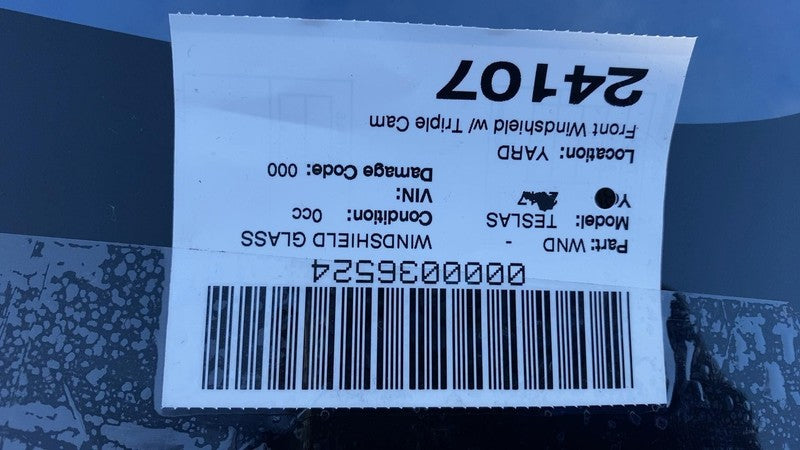 0000036524
Part: WND - WINDSHIELD GLASS
Model: TESLAS Condition: 0cc
VIN:
Damage Code: 000
Location: YARD
Front Windshield w/ Triple Cam
24107